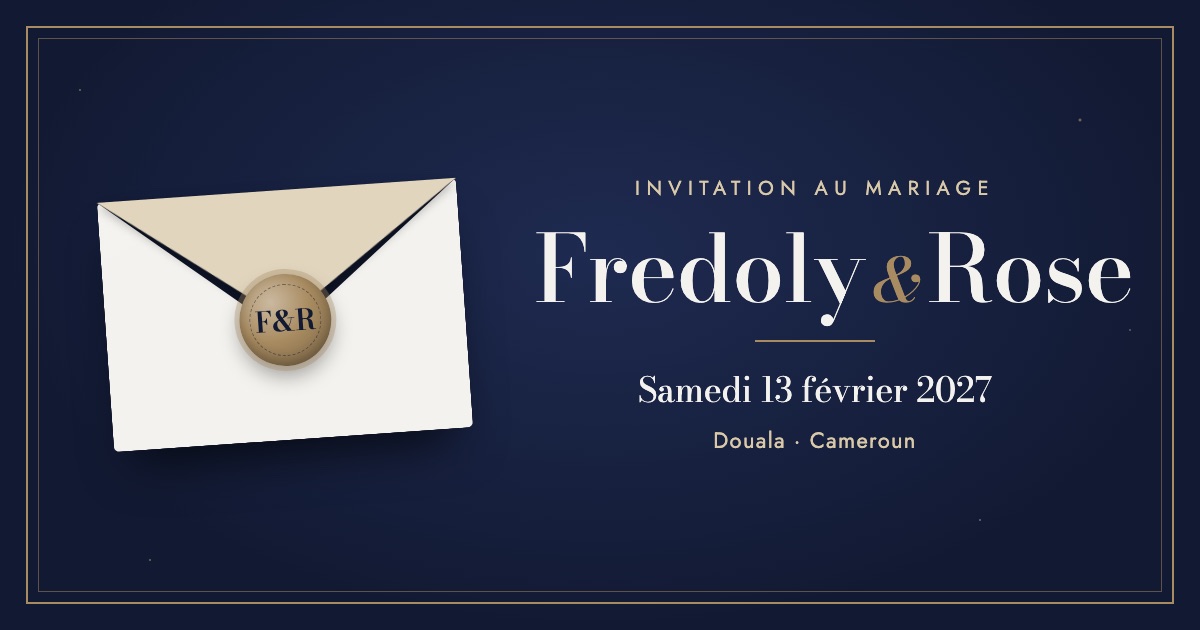 F&R
INVITATION AU MARIAGE
Fredoly & Rose
Samedi 13 février 2027
Douala · Cameroun